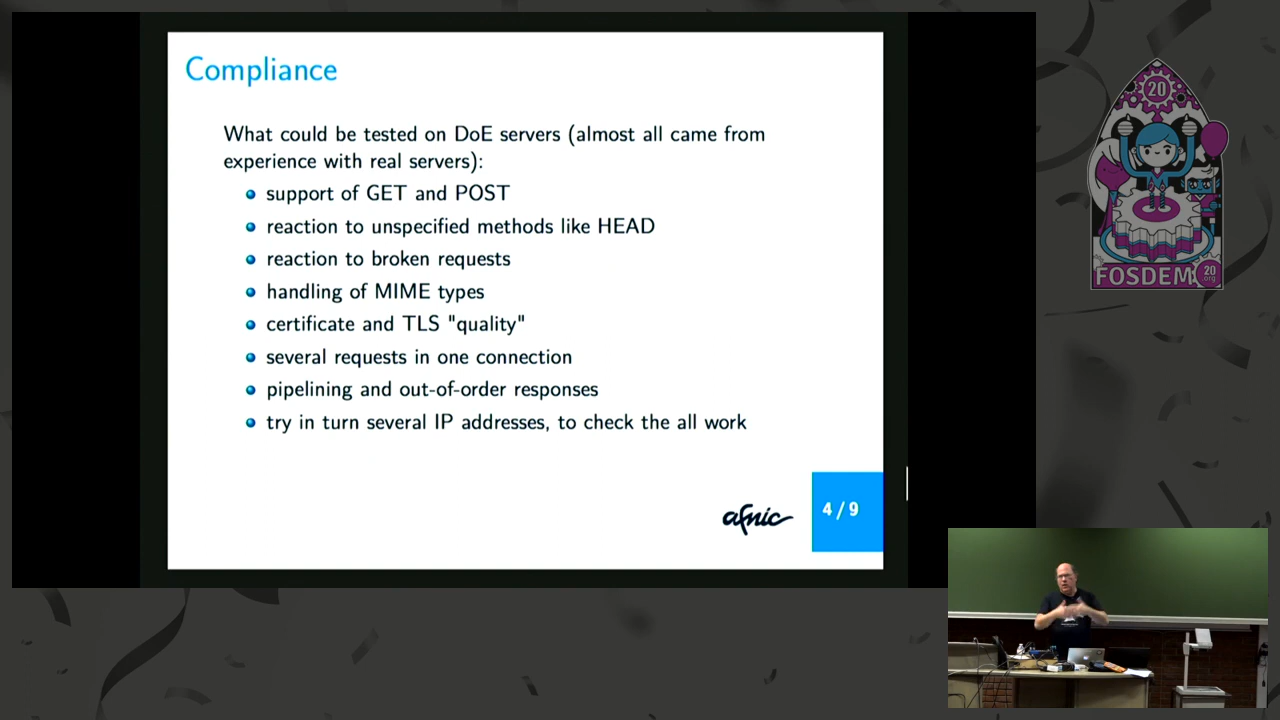 Compliance
What could be tested on DoE servers (almost all came from
experience with real servers):
support of GET and POST
reaction to unspecified methods like HEAD
reaction to broken requests
handling of MIME types
certificate and TLS "quality"
several requests in one connection
pipelining and out-of-order responses
try in turn several IP addresses, to check the all work
afnic
4 / 9
20
FOSDEM
20
.org